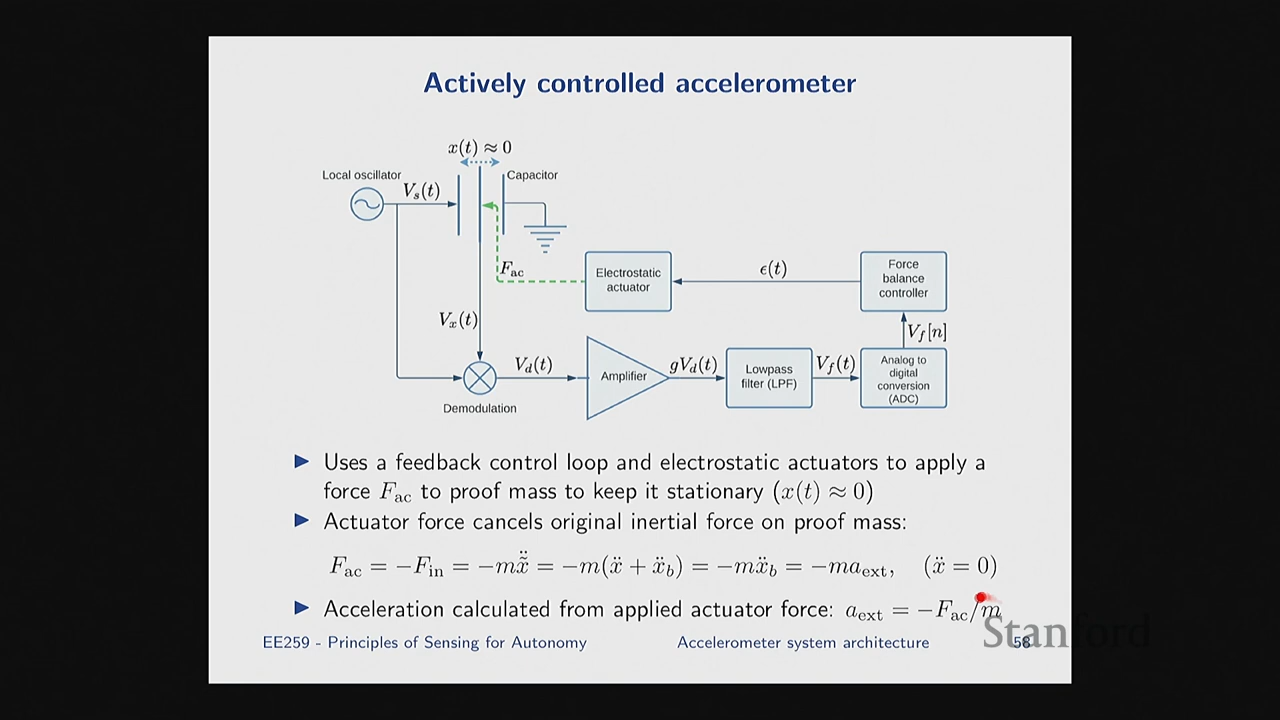 Actively controlled accelerometer
x(t) ≈ 0
Local oscillator
V_s(t)
Capacitor
F_ac
Electrostatic
actuator
ϵ(t)
Force
balance
controller
V_x(t)
V_f[n]
V_d(t)
Amplifier
gV_d(t)
Lowpass
filter (LPF)
V_f(t)
Analog to
digital
conversion
(ADC)
Demodulation
▶ Uses a feedback control loop and electrostatic actuators to apply a
force F_ac to proof mass to keep it stationary (x(t) ≈ 0)
▶ Actuator force cancels original inertial force on proof mass:
F_ac = −F_in = −m\ddot{\tilde{x}} = −m(ẍ + ẍ_b) = −mẍ_b = −ma_ext, (ẍ = 0)
▶ Acceleration calculated from applied actuator force: a_ext = −F_ac/m
EE259 - Principles of Sensing for Autonomy Accelerometer system architecture 58
Stanford